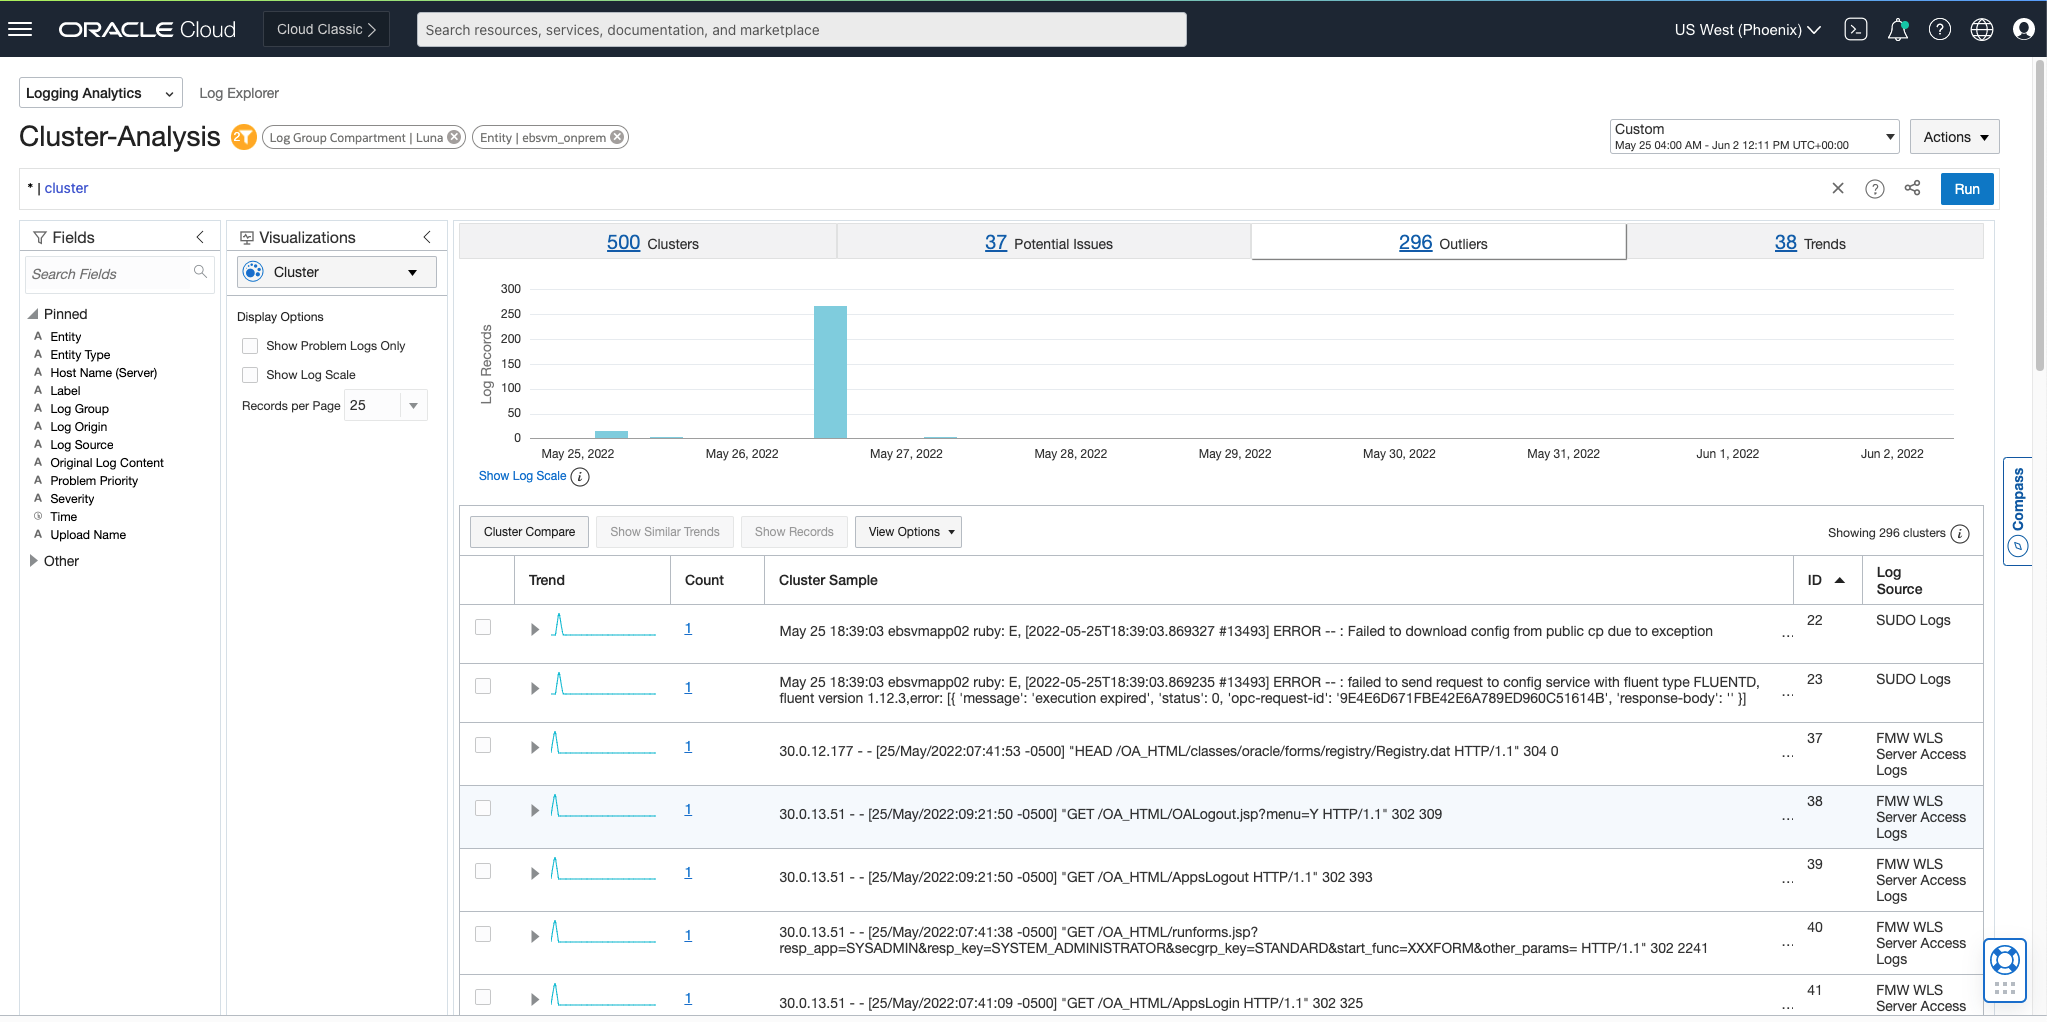 ORACLE Cloud
Cloud Classic
Search resources, services, documentation, and marketplace
US West (Phoenix)
Logging Analytics
Log Explorer
Cluster-Analysis
2
Log Group Compartment | Luna
Entity | ebsvm_onprem
Custom
May 25 04:00 AM - Jun 2 12:11 PM UTC+00:00
Actions
* | cluster
Run
Fields
Search Fields
Pinned
A Entity
A Entity Type
A Host Name (Server)
A Label
A Log Group
A Log Origin
A Log Source
A Original Log Content
A Problem Priority
A Severity
Time
A Upload Name
Other
Visualizations
Cluster
Display Options
Show Problem Logs Only
Show Log Scale
Records per Page 25
500 Clusters
37 Potential Issues
296 Outliers
38 Trends
Log Records
300
250
200
150
100
50
0
May 25, 2022
May 26, 2022
May 27, 2022
May 28, 2022
May 29, 2022
May 30, 2022
May 31, 2022
Jun 1, 2022
Jun 2, 2022
Show Log Scale
Cluster Compare
Show Similar Trends
Show Records
View Options
Showing 296 clusters
Trend
Count
Cluster Sample
ID
Log
Source
1
May 25 18:39:03 ebsvmapp02 ruby: E, [2022-05-25T18:39:03.869327 #13493] ERROR -- : Failed to download config from public cp due to exception
...
22
SUDO Logs
1
May 25 18:39:03 ebsvmapp02 ruby: E, [2022-05-25T18:39:03.869235 #13493] ERROR -- : failed to send request to config service with fluent type FLUENTD,
fluent version 1.12.3,error: [{ 'message': 'execution expired', 'status': 0, 'opc-request-id': '9E4E6D671FBE42E6A789ED960C51614B', 'response-body': '' }]
...
23
SUDO Logs
1
30.0.12.177 - - [25/May/2022:07:41:53 -0500] "HEAD /OA_HTML/classes/oracle/forms/registry/Registry.dat HTTP/1.1" 304 0
...
37
FMW WLS
Server Access
Logs
1
30.0.13.51 - - [25/May/2022:09:21:50 -0500] "GET /OA_HTML/OALogout.jsp?menu=Y HTTP/1.1" 302 309
...
38
FMW WLS
Server Access
Logs
1
30.0.13.51 - - [25/May/2022:09:21:50 -0500] "GET /OA_HTML/AppsLogout HTTP/1.1" 302 393
...
39
FMW WLS
Server Access
Logs
1
30.0.13.51 - - [25/May/2022:07:41:38 -0500] "GET /OA_HTML/runforms.jsp?
resp_app=SYSADMIN&resp_key=SYSTEM_ADMINISTRATOR&secgrp_key=STANDARD&start_func=XXXFORM&other_params= HTTP/1.1" 302 2241
...
40
FMW WLS
Server Access
Logs
1
30.0.13.51 - - [25/May/2022:07:41:09 -0500] "GET /OA_HTML/AppsLogin HTTP/1.1" 302 325
...
41
FMW WLS
Server Access
Compass